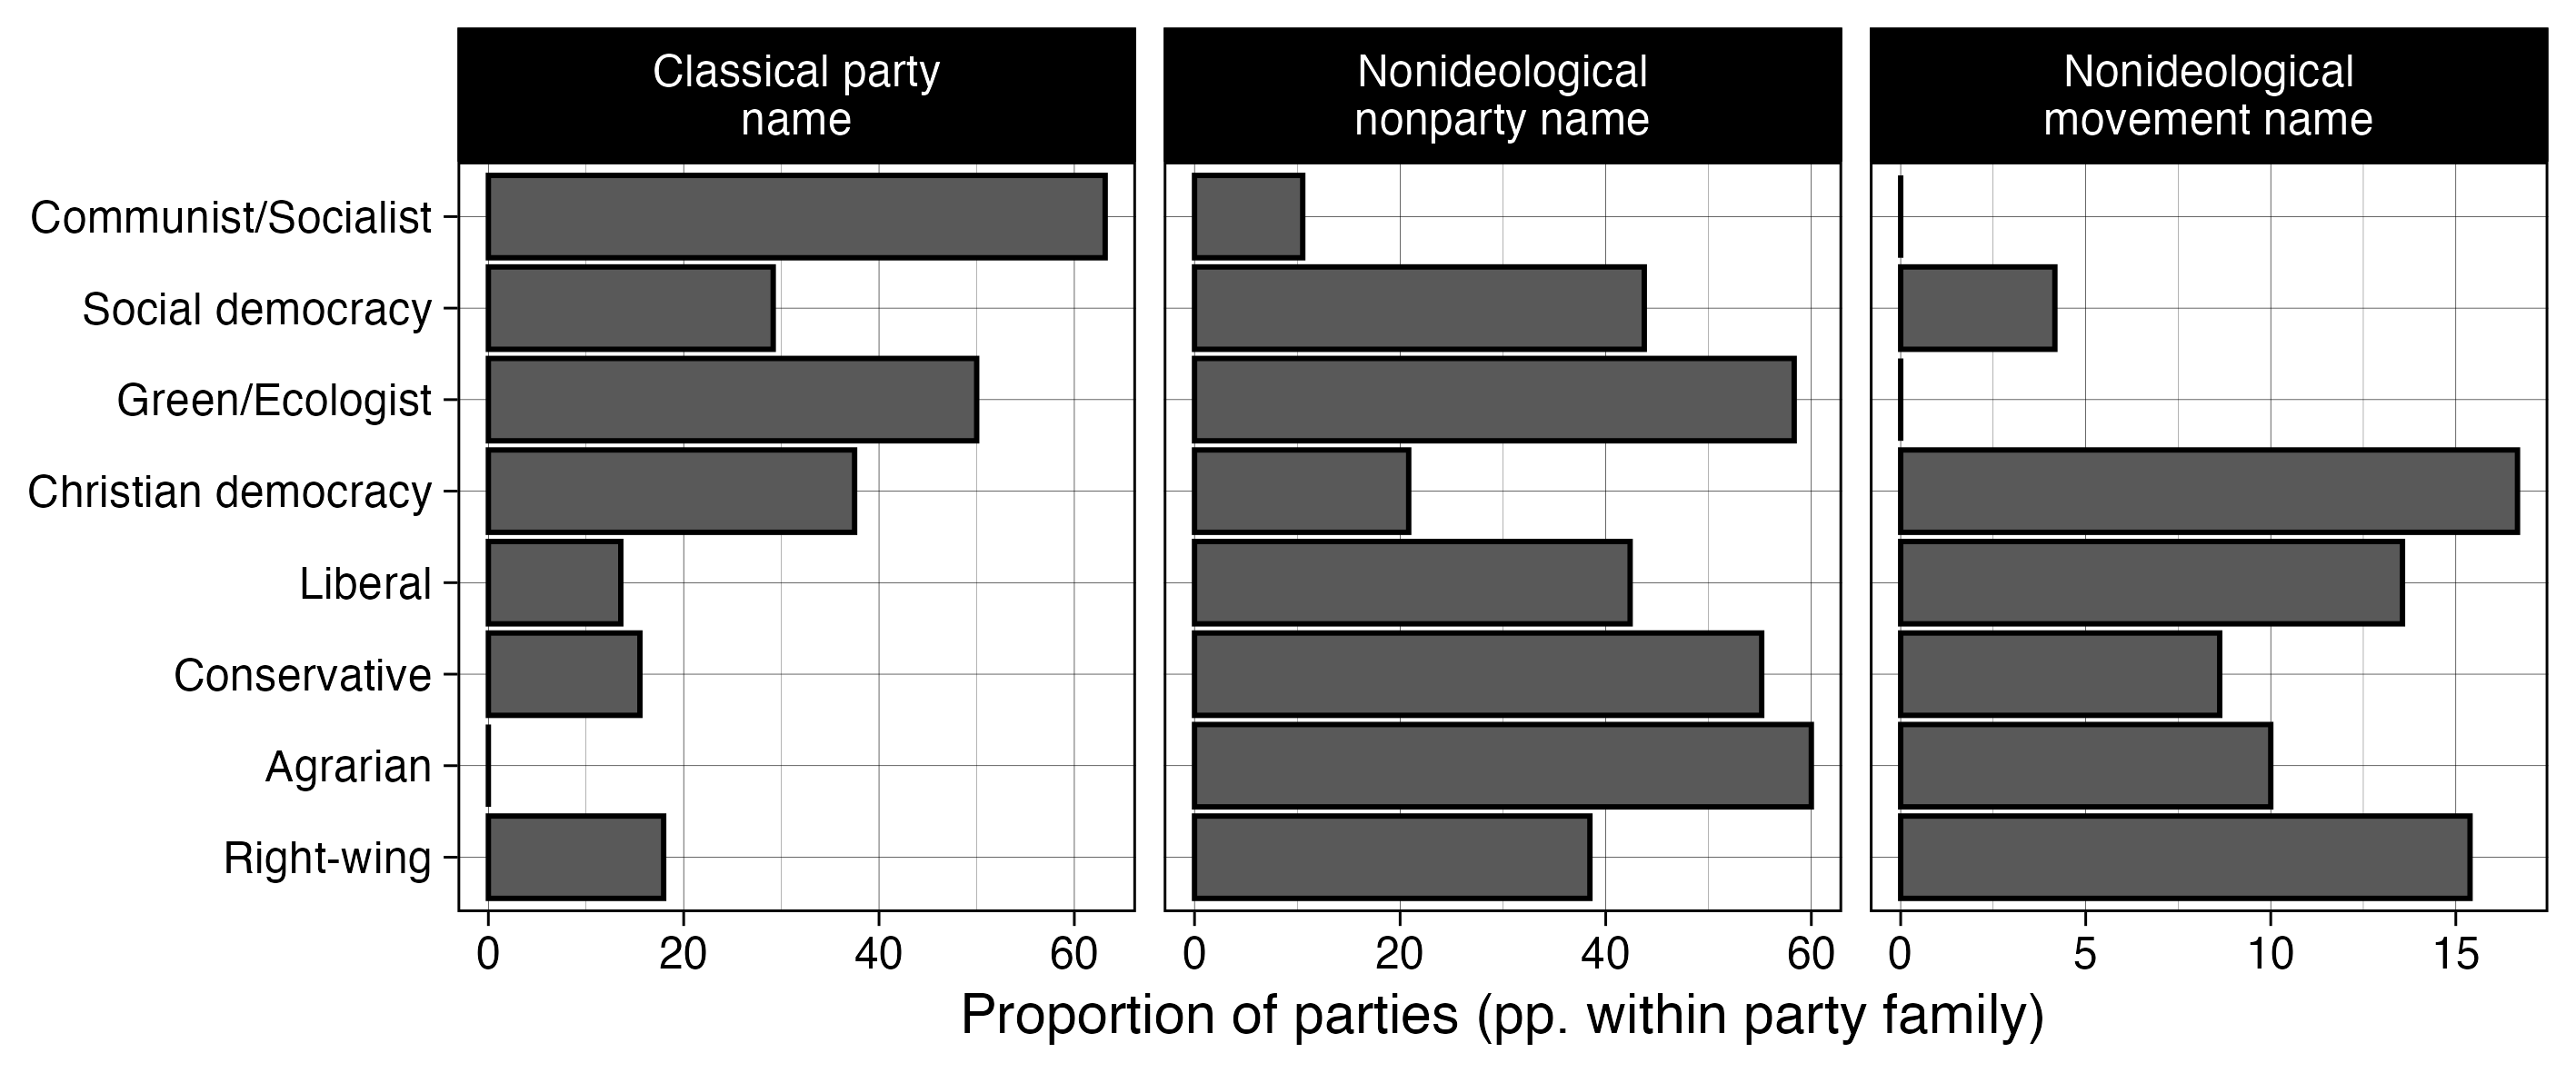 Classical party
name
Nonideological
nonparty name
Nonideological
movement name
Communist/Socialist
Social democracy
Green/Ecologist
Christian democracy
Liberal
Conservative
Agrarian
Right-wing
0 20 40 60
0 20 40 60
0 5 10 15
Proportion of parties (pp. within party family)